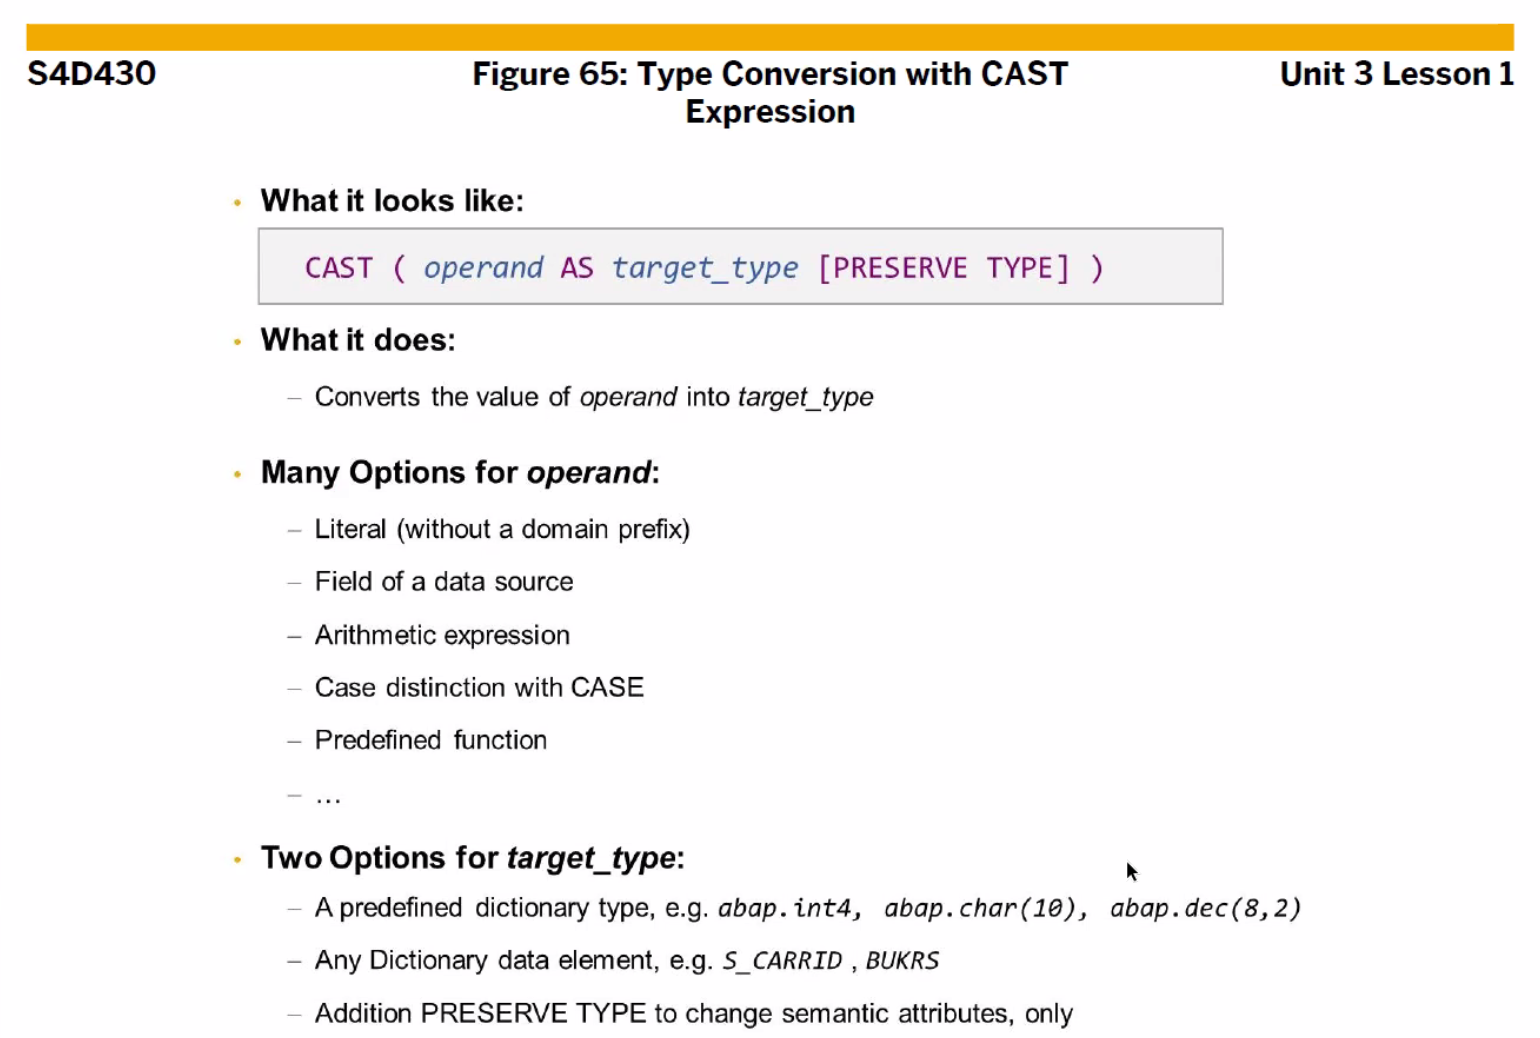 S4D430
Figure 65: Type Conversion with CAST
Expression
Unit 3 Lesson 1
• What it looks like:
CAST ( operand AS target_type [PRESERVE TYPE] )
• What it does:
– Converts the value of operand into target_type
• Many Options for operand:
– Literal (without a domain prefix)
– Field of a data source
– Arithmetic expression
– Case distinction with CASE
– Predefined function
– ...
• Two Options for target_type:
– A predefined dictionary type, e.g. abap.int4, abap.char(10), abap.dec(8,2)
– Any Dictionary data element, e.g. S_CARRID , BUKRS
– Addition PRESERVE TYPE to change semantic attributes, only